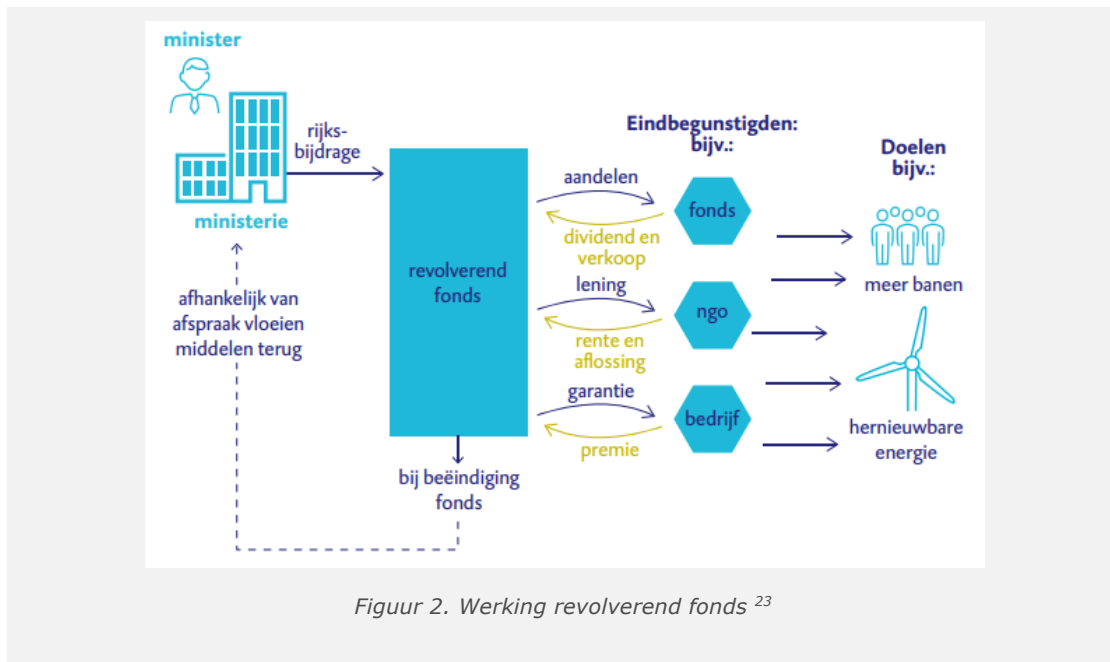 minister
rijks-
bijdrage
ministerie
afhankelijk van
afspraak vloeien
middelen terug
revolverend
fonds
bij beëindiging
fonds
Eindbegunstigden:
bijv.:
aandelen
fonds
dividend en
verkoop
lening
ngo
rente en
aflossing
garantie
bedrijf
premie
Doelen
bijv.:
meer banen
hernieuwbare
energie
Figuur 2. Werking revolverend fonds 23